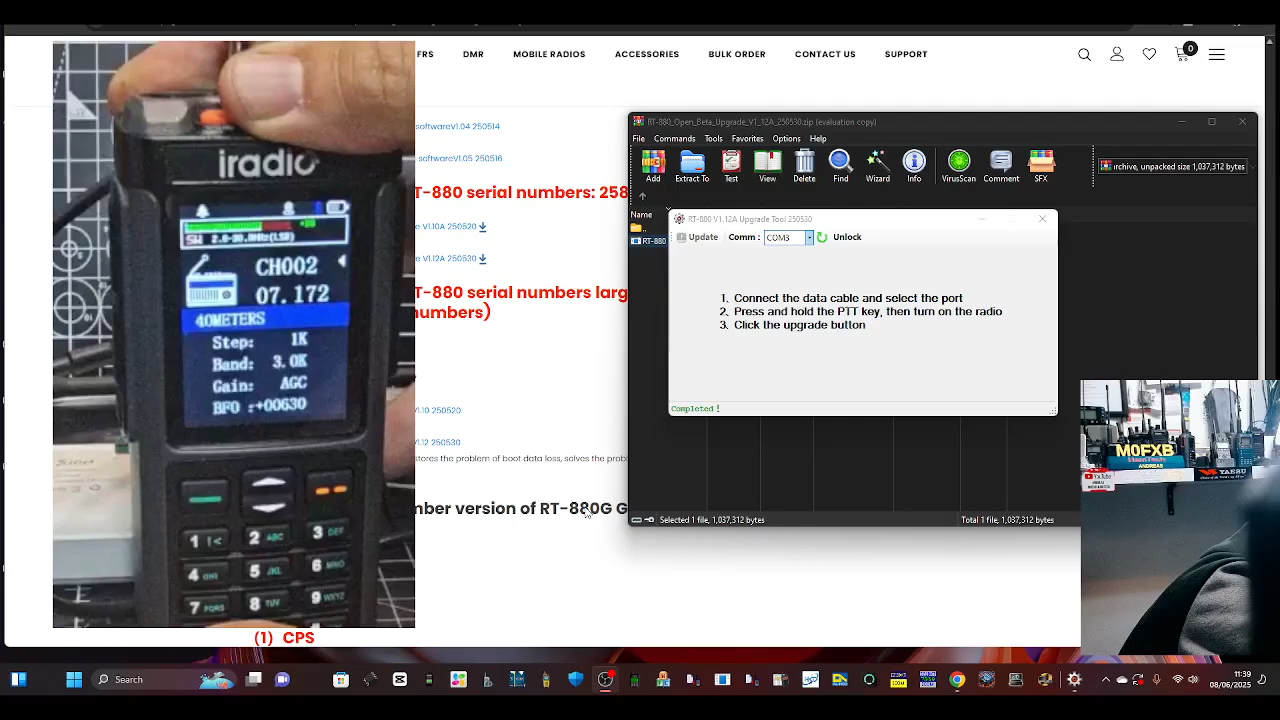 FRS DMR MOBILE RADIOS ACCESSORIES BULK ORDER CONTACT US SUPPORT
0
softwareV1.04 250514
softwareV1.05 250516
T-880 serial numbers: 258
V1.10A 250520
V1.12A 250530
T-880 serial numbers larg
numbers)
V1.10 250520
V1.12 250530
stores the problem of boot data loss, solves the prob
mber version of RT-880G G
(1) CPS
iradio
SW 2.0-30.0MHz(LSB)
CH002
07.172
40METERS
Step: 1K
Band: 3.0K
Gain: AGC
BFO :+00630
1 2 ABC 3 DEF
4 GHI 5 JKL 6 MNO
7 PQRS 8 TUV 9 WXYZ
RT-880_Open_Beta_Upgrade_V1_12A_250530.zip (evaluation copy)
File Commands Tools Favorites Options Help
Add Extract To Test View Delete Find Wizard Info VirusScan Comment SFX
irchive, unpacked size 1,037,312 bytes
Name
..
RT-880
RT-880 V1.12A Upgrade Tool 250530
Update Comm : COM3 Unlock
1. Connect the data cable and select the port
2. Press and hold the PTT key, then turn on the radio
3. Click the upgrade button
Completed !
Selected 1 file, 1,037,312 bytes Total 1 file, 1,037,312 bytes
M0FXB
ANDREAS
YouTube
YAESU
Search
11:39
08/06/2025